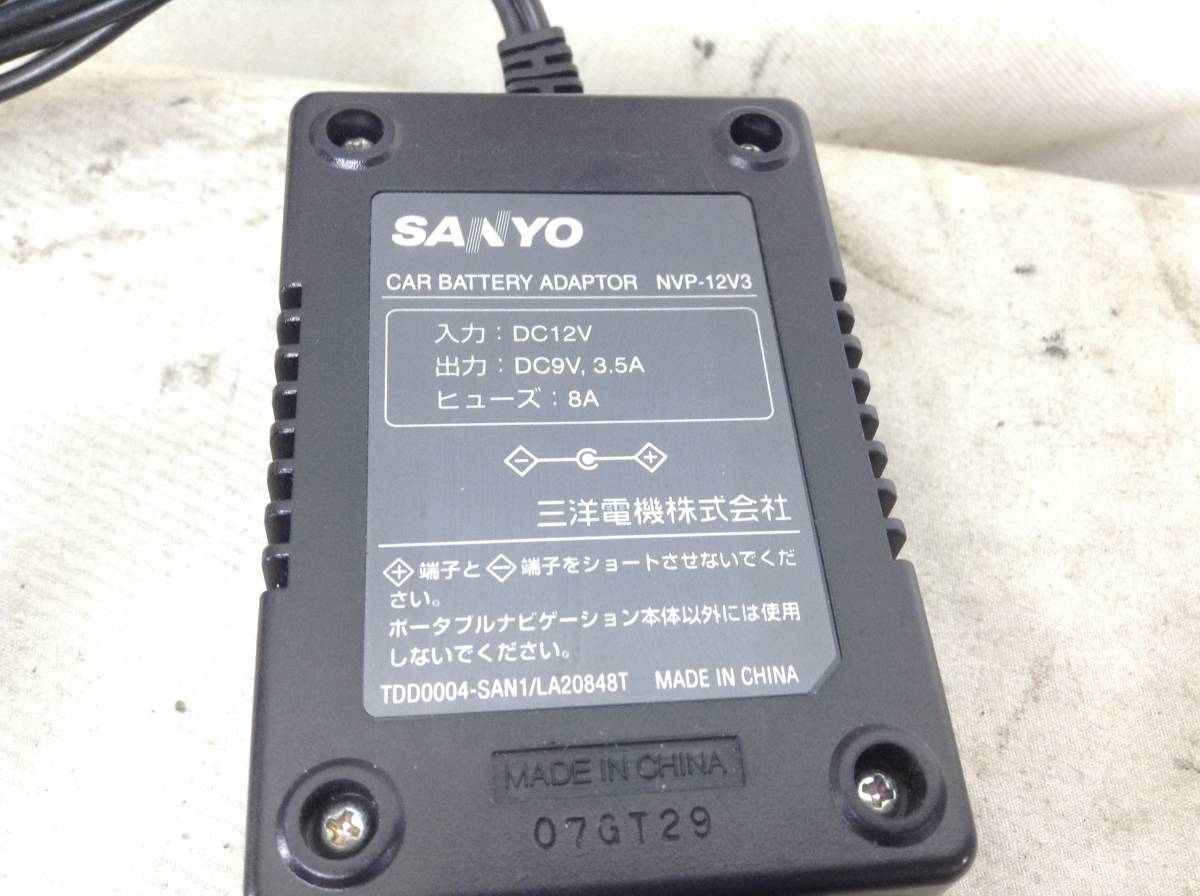 SANYO
CAR BATTERY ADAPTOR NVP-12V3
入力：DC12V
出力：DC9V, 3.5A
ヒューズ：8A
三洋電機株式会社
端子と 端子をショートさせないでくだ
さい。
ポータブルナビゲーション本体以外には使用
しないでください。
TDD0004-SAN1/LA20848T MADE IN CHINA
MADE IN CHINA
07GT29